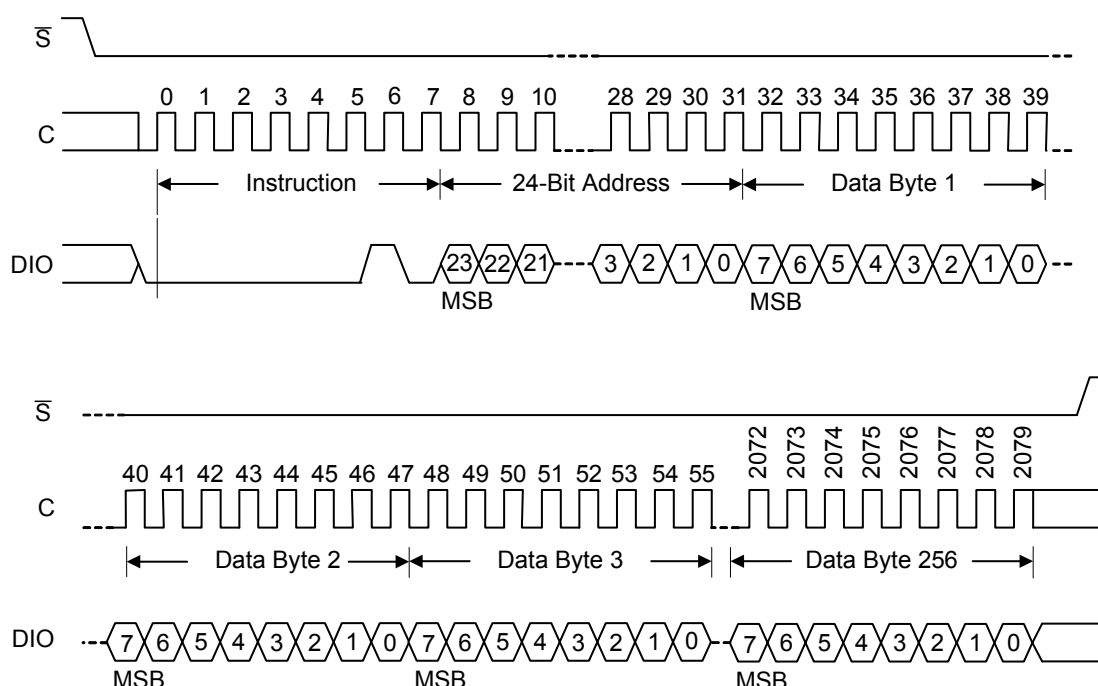 S̅
0 1 2 3 4 5 6 7 8 9 10 28 29 30 31 32 33 34 35 36 37 38 39
C
Instruction 24-Bit Address Data Byte 1
DIO 23 22 21 3 2 1 0 7 6 5 4 3 2 1 0
MSB MSB
S̅
2072 2073 2074 2075 2076 2077 2078 2079
40 41 42 43 44 45 46 47 48 49 50 51 52 53 54 55
C
Data Byte 2 Data Byte 3 Data Byte 256
DIO 7 6 5 4 3 2 1 0 7 6 5 4 3 2 1 0 7 6 5 4 3 2 1 0
MSB MSB MSB